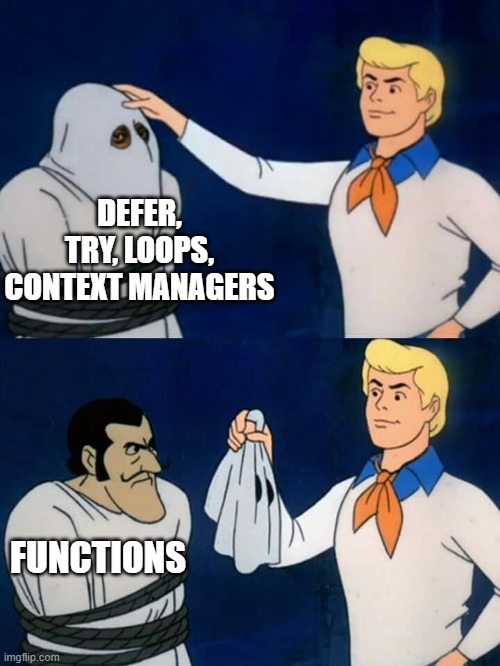 DEFER,
TRY, LOOPS,
CONTEXT MANAGERS
FUNCTIONS
imgflip.com